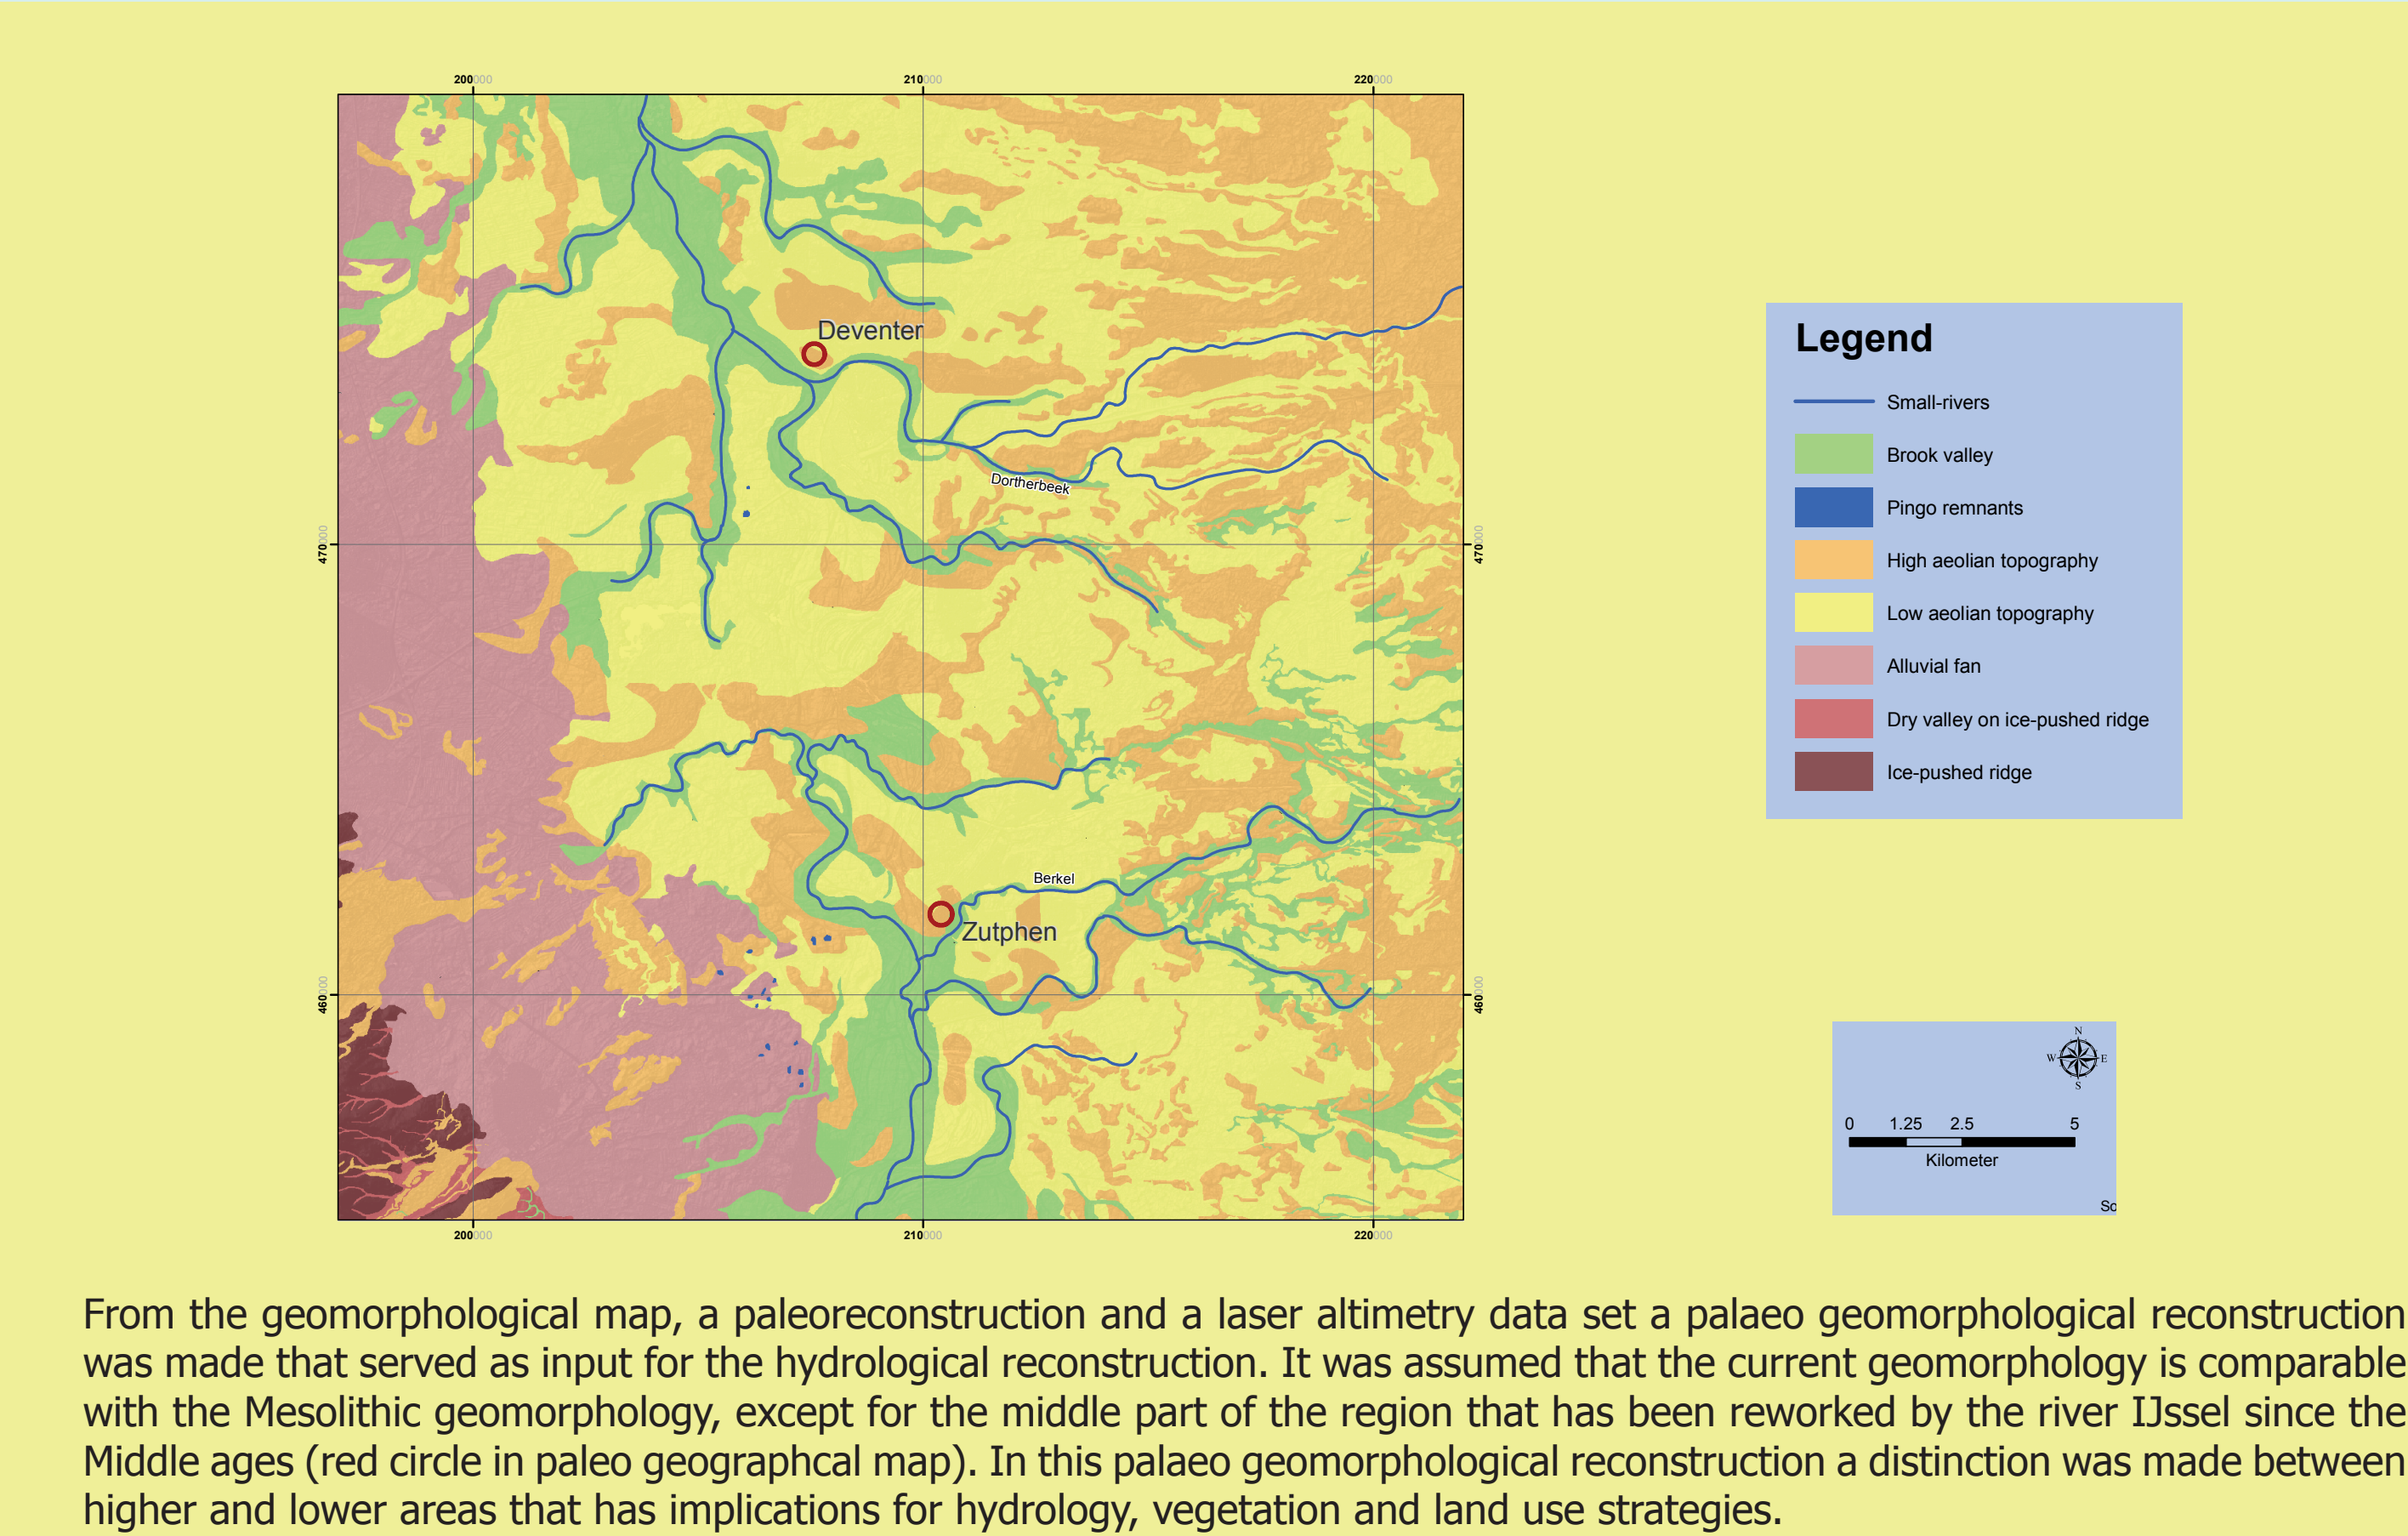 200000 210000 220000
Deventer
Dortherbeek
470000 470000
Berkel
Zutphen
460000 460000
200000 210000 220000
Legend
Small-rivers
Brook valley
Pingo remnants
High aeolian topography
Low aeolian topography
Alluvial fan
Dry valley on ice-pushed ridge
Ice-pushed ridge
N
W E
S
0 1.25 2.5 5
Kilometer
Sc
From the geomorphological map, a paleoreconstruction and a laser altimetry data set a palaeo geomorphological reconstruction
was made that served as input for the hydrological reconstruction. It was assumed that the current geomorphology is comparable
with the Mesolithic geomorphology, except for the middle part of the region that has been reworked by the river IJssel since the
Middle ages (red circle in paleo geographcal map). In this palaeo geomorphological reconstruction a distinction was made between
higher and lower areas that has implications for hydrology, vegetation and land use strategies.